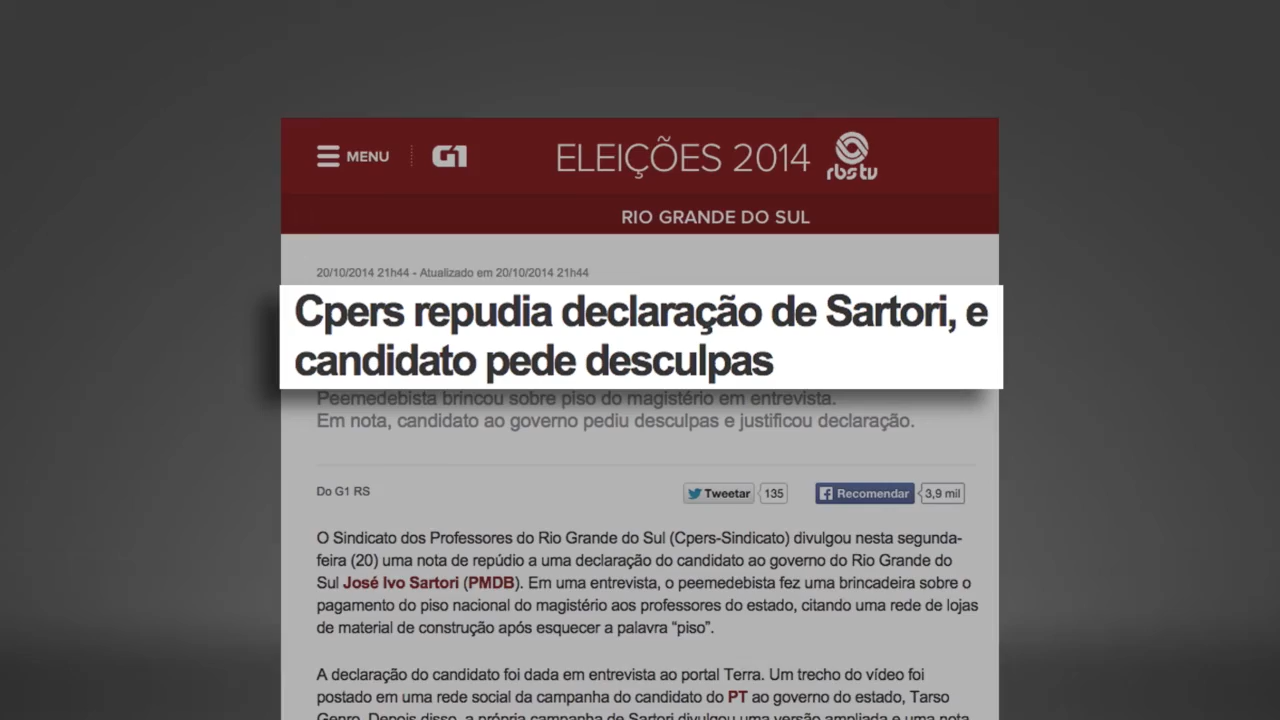 MENU
G1
ELEIÇÕES 2014
rbs tv
RIO GRANDE DO SUL
20/10/2014 21h44 - Atualizado em 20/10/2014 21h44
Cpers repudia declaração de Sartori, e
candidato pede desculpas
Peemedebista brincou sobre piso do magistério em entrevista.
Em nota, candidato ao governo pediu desculpas e justificou declaração.
Do G1 RS
Tweetar 135
Recomendar 3,9 mil
O Sindicato dos Professores do Rio Grande do Sul (Cpers-Sindicato) divulgou nesta segunda-
feira (20) uma nota de repúdio a uma declaração do candidato ao governo do Rio Grande do
Sul José Ivo Sartori (PMDB). Em uma entrevista, o peemedebista fez uma brincadeira sobre o
pagamento do piso nacional do magistério aos professores do estado, citando uma rede de lojas
de material de construção após esquecer a palavra “piso”.
A declaração do candidato foi dada em entrevista ao portal Terra. Um trecho do vídeo foi
postado em uma rede social da campanha do candidato do PT ao governo do estado, Tarso
Genro. Depois disso, a própria campanha de Sartori divulgou uma versão ampliada e uma nota